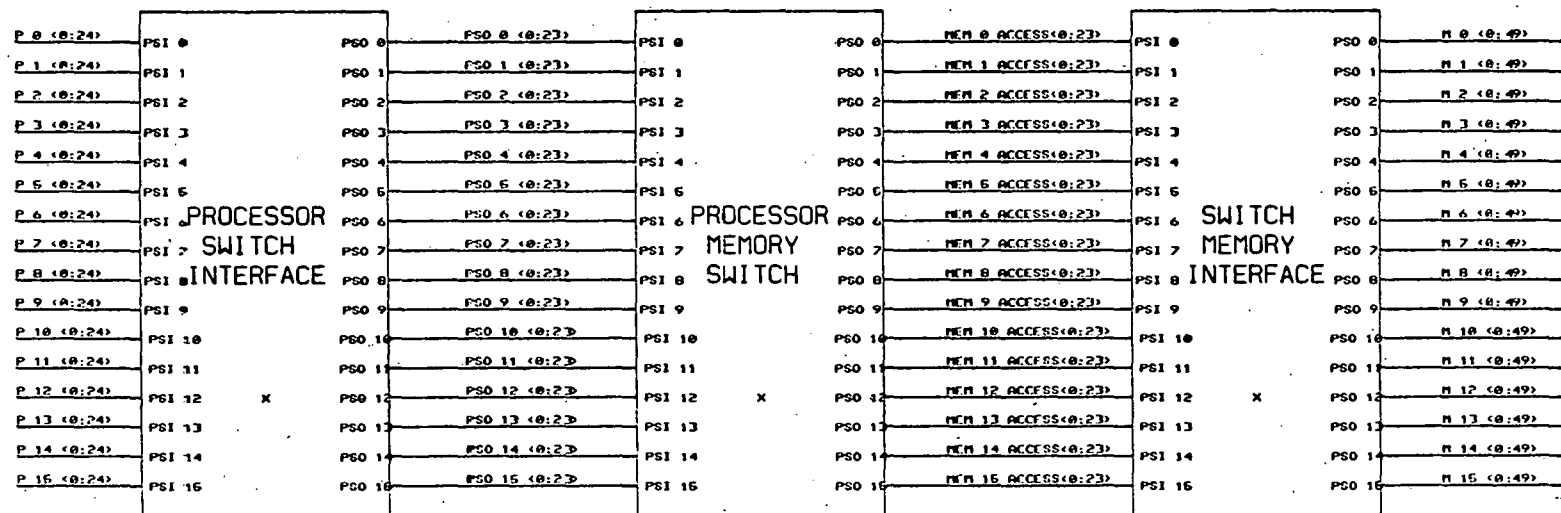 P 0 <0:24> PSI 0 PSO 0 PSO 0 <0:23> PSI 0 PSO 0 MEM 0 ACCESS<0:23> PSI 0 PSO 0 M 0 <0:49>
P 1 <0:24> PSI 1 PSO 1 PSO 1 <0:23> PSI 1 PSO 1 MEM 1 ACCESS<0:23> PSI 1 PSO 1 M 1 <0:49>
P 2 <0:24> PSI 2 PSO 2 PSO 2 <0:23> PSI 2 PSO 2 MEM 2 ACCESS<0:23> PSI 2 PSO 2 M 2 <0:49>
P 3 <0:24> PSI 3 PSO 3 PSO 3 <0:23> PSI 3 PSO 3 MEM 3 ACCESS<0:23> PSI 3 PSO 3 M 3 <0:49>
P 4 <0:24> PSI 4 PSO 4 PSO 4 <0:23> PSI 4 PSO 4 MEM 4 ACCESS<0:23> PSI 4 PSO 4 M 4 <0:49>
P 5 <0:24> PSI 5 PSO 5 PSO 5 <0:23> PSI 5 PSO 5 MEM 5 ACCESS<0:23> PSI 5 PSO 5 M 5 <0:49>
P 6 <0:24> PSI 6 PROCESSOR PSO 6 PSO 6 <0:23> PSI 6 PROCESSOR PSO 6 MEM 6 ACCESS<0:23> PSI 6 SWITCH PSO 6 M 6 <0:49>
P 7 <0:24> PSI 7 SWITCH PSO 7 PSO 7 <0:23> PSI 7 MEMORY PSO 7 MEM 7 ACCESS<0:23> PSI 7 MEMORY PSO 7 M 7 <0:49>
P 8 <0:24> PSI 8 INTERFACE PSO 8 PSO 8 <0:23> PSI 8 SWITCH PSO 8 MEM 8 ACCESS<0:23> PSI 8 INTERFACE PSO 8 M 8 <0:49>
P 9 <0:24> PSI 9 PSO 9 PSO 9 <0:23> PSI 9 PSO 9 MEM 9 ACCESS<0:23> PSI 9 PSO 9 M 9 <0:49>
P 10 <0:24> PSI 10 PSO 10 PSO 10 <0:23> PSI 10 PSO 10 MEM 10 ACCESS<0:23> PSI 10 PSO 10 M 10 <0:49>
P 11 <0:24> PSI 11 PSO 11 PSO 11 <0:23> PSI 11 PSO 11 MEM 11 ACCESS<0:23> PSI 11 PSO 11 M 11 <0:49>
P 12 <0:24> PSI 12 x PSO 12 PSO 12 <0:23> PSI 12 x PSO 12 MEM 12 ACCESS<0:23> PSI 12 x PSO 12 M 12 <0:49>
P 13 <0:24> PSI 13 PSO 13 PSO 13 <0:23> PSI 13 PSO 13 MEM 13 ACCESS<0:23> PSI 13 PSO 13 M 13 <0:49>
P 14 <0:24> PSI 14 PSO 14 PSO 14 <0:23> PSI 14 PSO 14 MEM 14 ACCESS<0:23> PSI 14 PSO 14 M 14 <0:49>
P 15 <0:24> PSI 15 PSO 15 PSO 15 <0:23> PSI 15 PSO 15 MEM 15 ACCESS<0:23> PSI 15 PSO 15 M 15 <0:49>